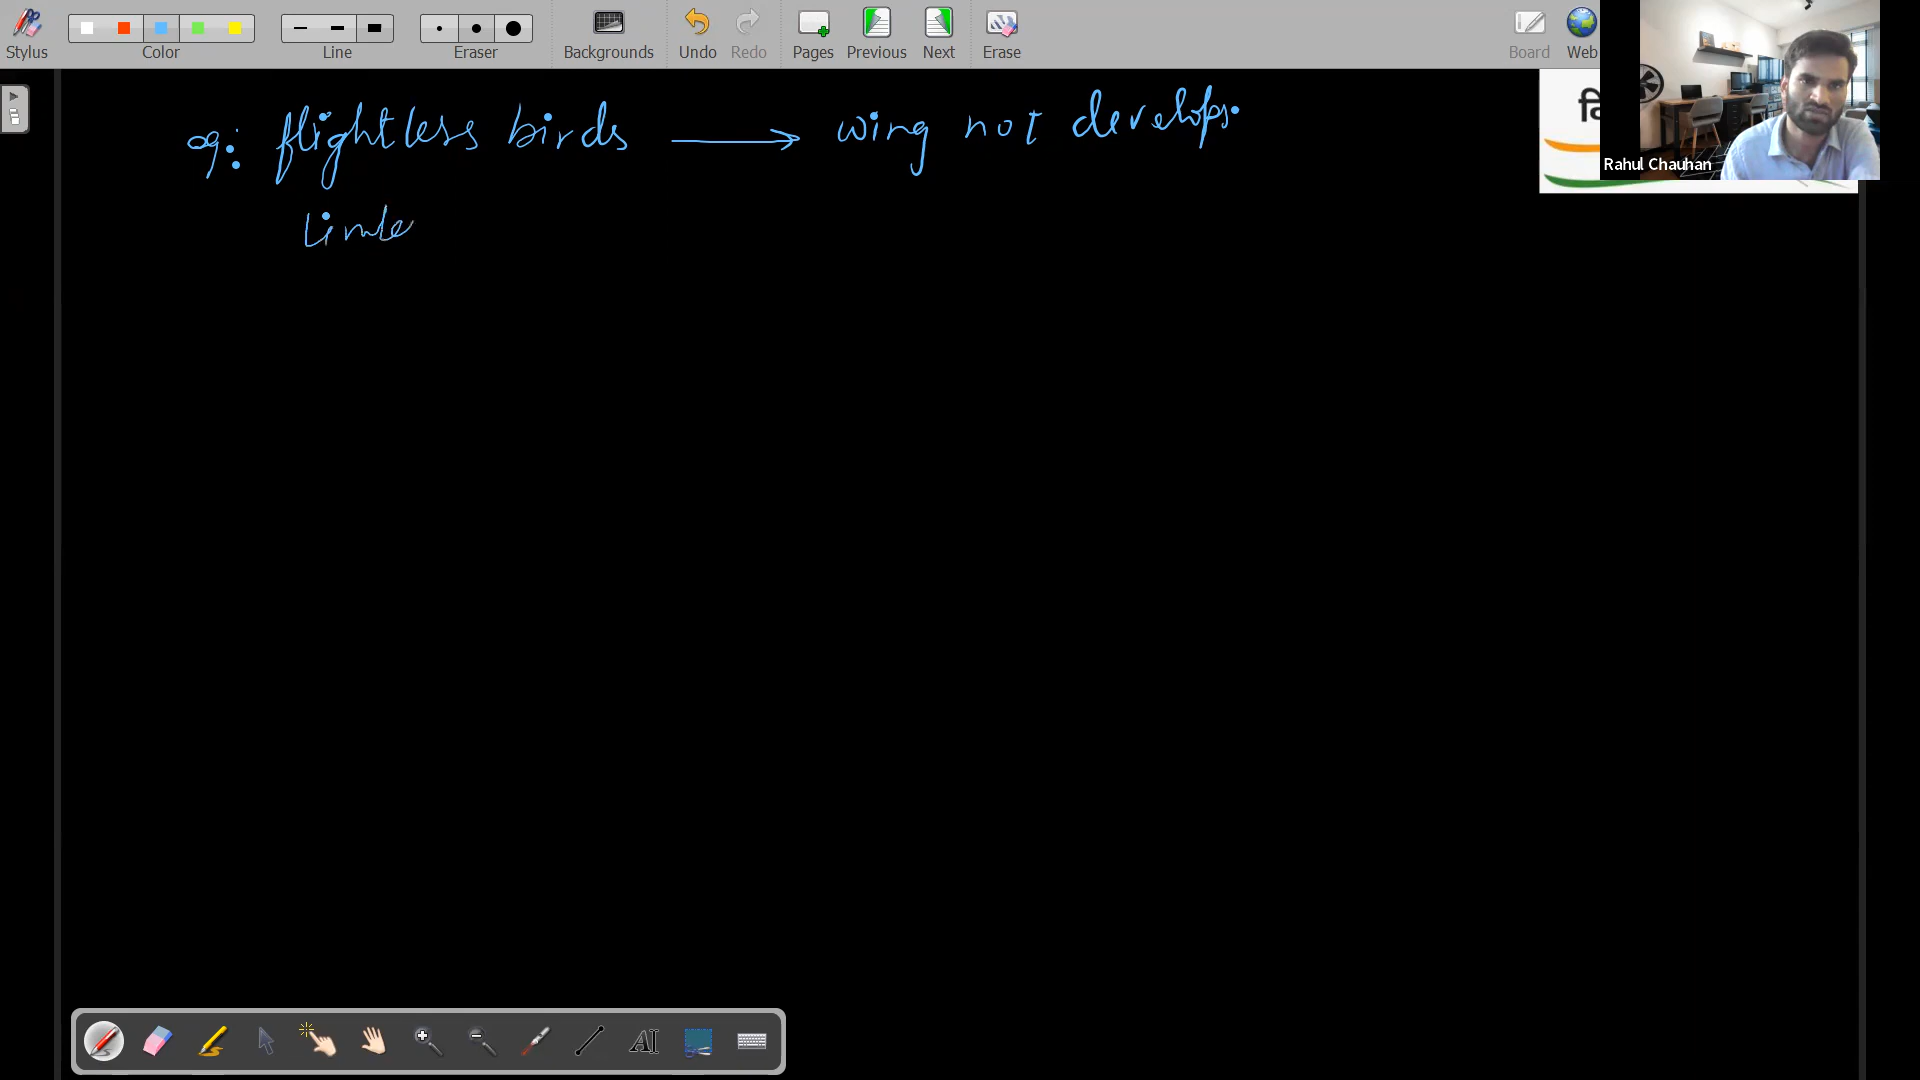 Stylus
Color
Line
Eraser
Backgrounds
Undo
Redo
Pages
Previous
Next
Erase
Board
Web
Rahul Chauhan
eg: flightless birds → wing not develops.
AI